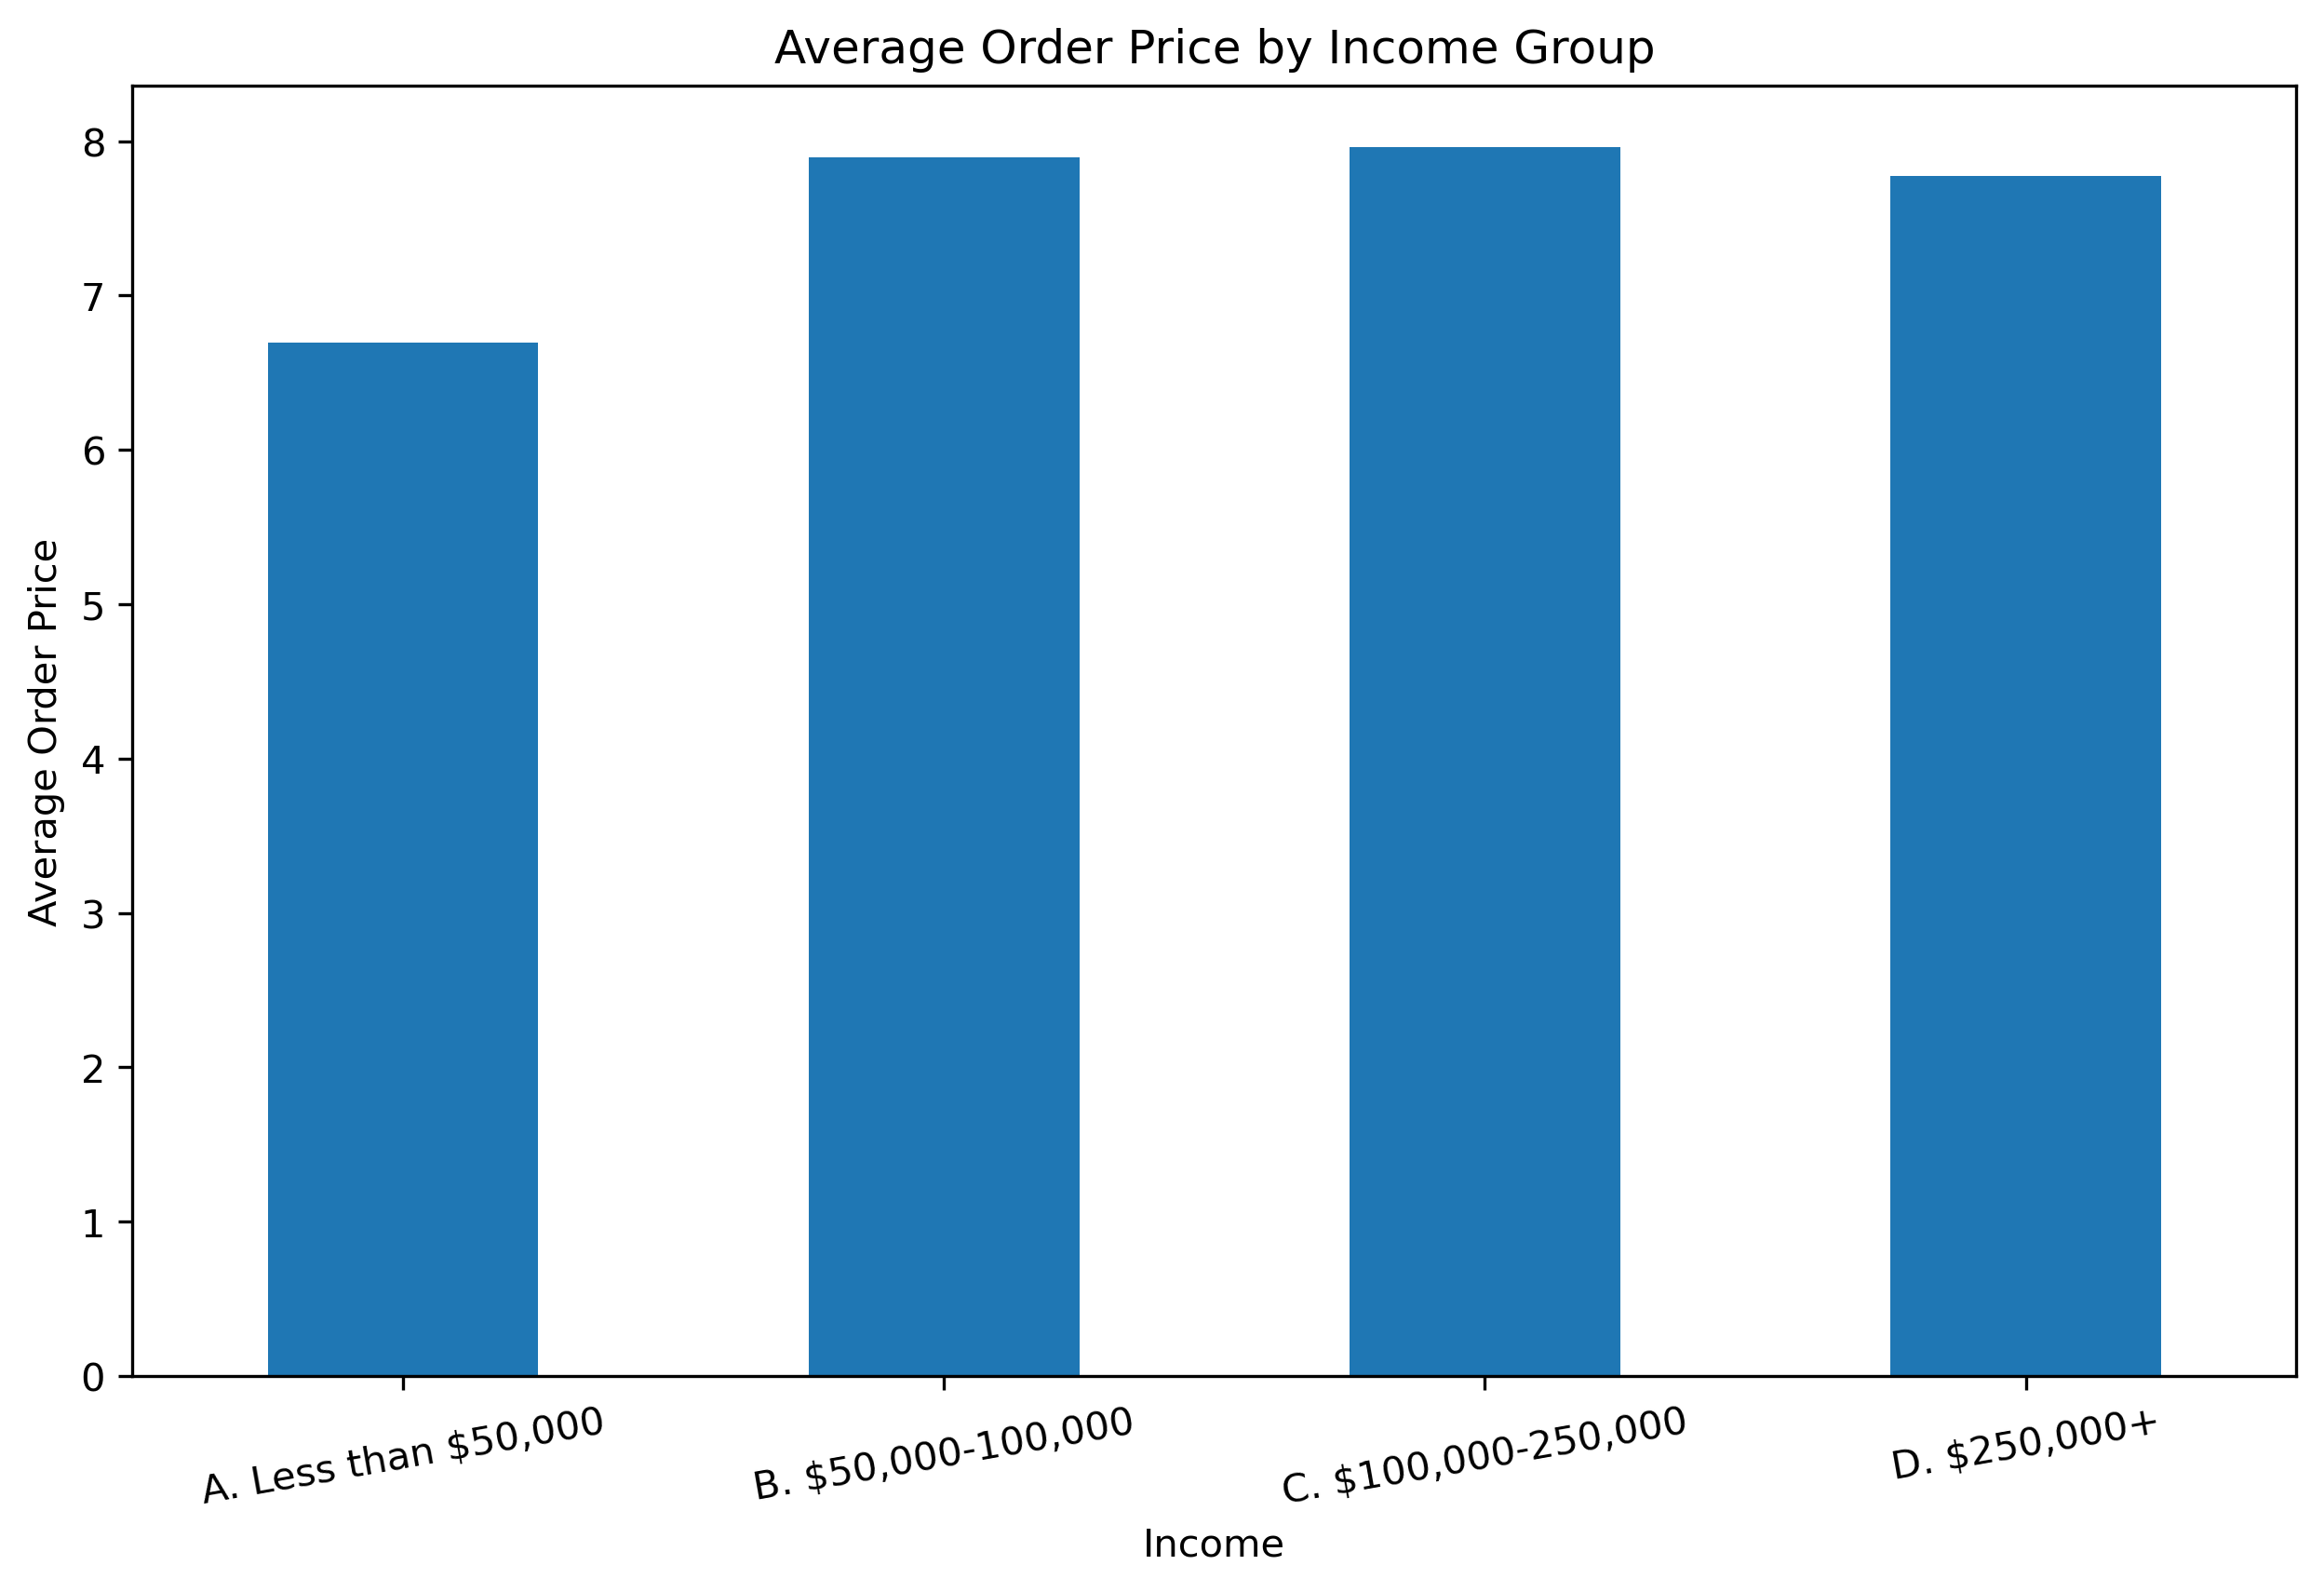 Average Order Price by Income Group
Average Order Price
8
7
6
5
4
3
2
1
0
A. Less than $50,000
B. $50,000-100,000
C. $100,000-250,000
D. $250,000+
Income